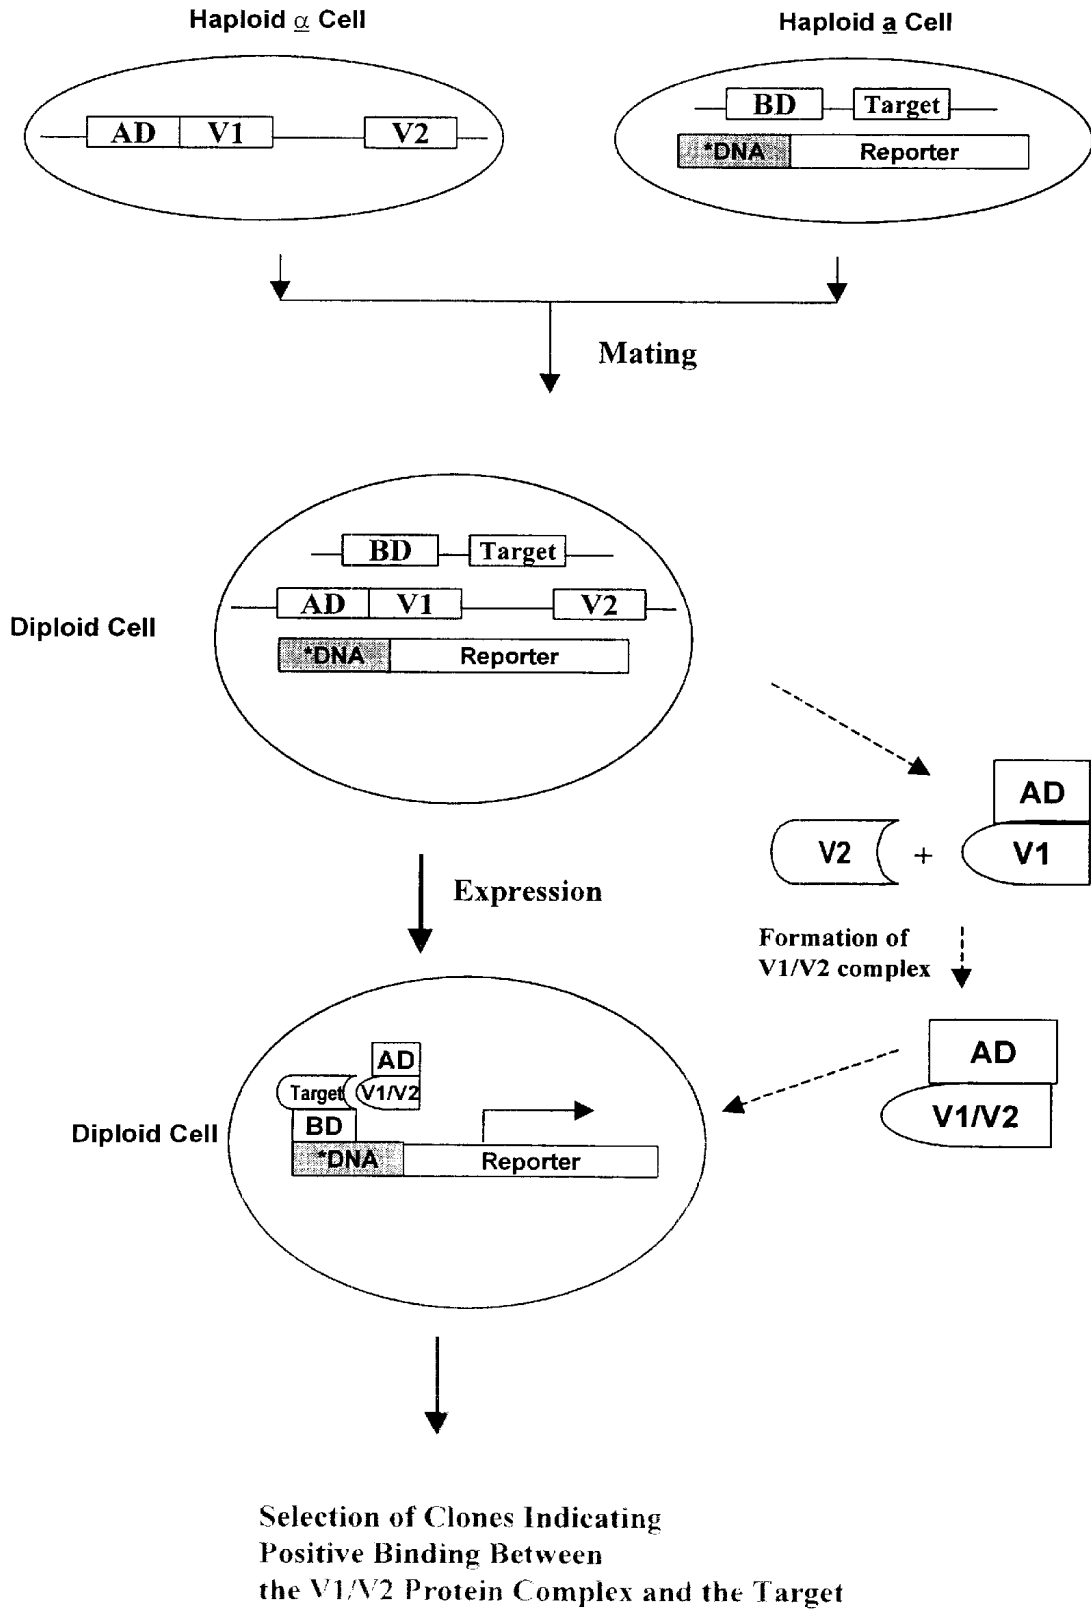 Haploid α Cell
Haploid a Cell
AD V1 V2
BD Target
*DNA Reporter
Mating
Diploid Cell
BD Target
AD V1 V2
*DNA Reporter
AD
V2 + V1
Expression
Formation of
V1/V2 complex
AD
V1/V2
Diploid Cell
AD
Target V1/V2
BD
*DNA Reporter
Selection of Clones Indicating
Positive Binding Between
the V1/V2 Protein Complex and the Target